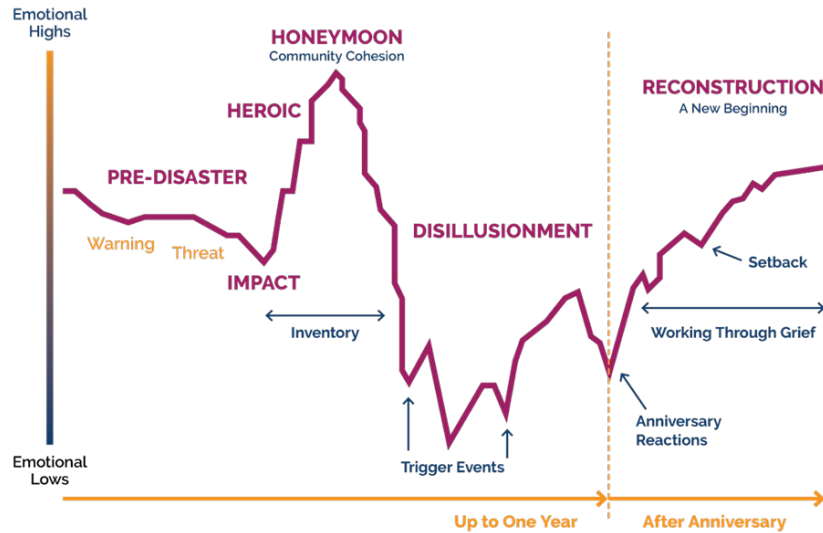 Emotional
Highs
HONEYMOON
Community Cohesion
RECONSTRUCTION
A New Beginning
HEROIC
PRE-DISASTER
DISILLUSIONMENT
Warning
Threat
Setback
IMPACT
Inventory
Working Through Grief
Anniversary
Reactions
Trigger Events
Emotional
Lows
Up to One Year
After Anniversary